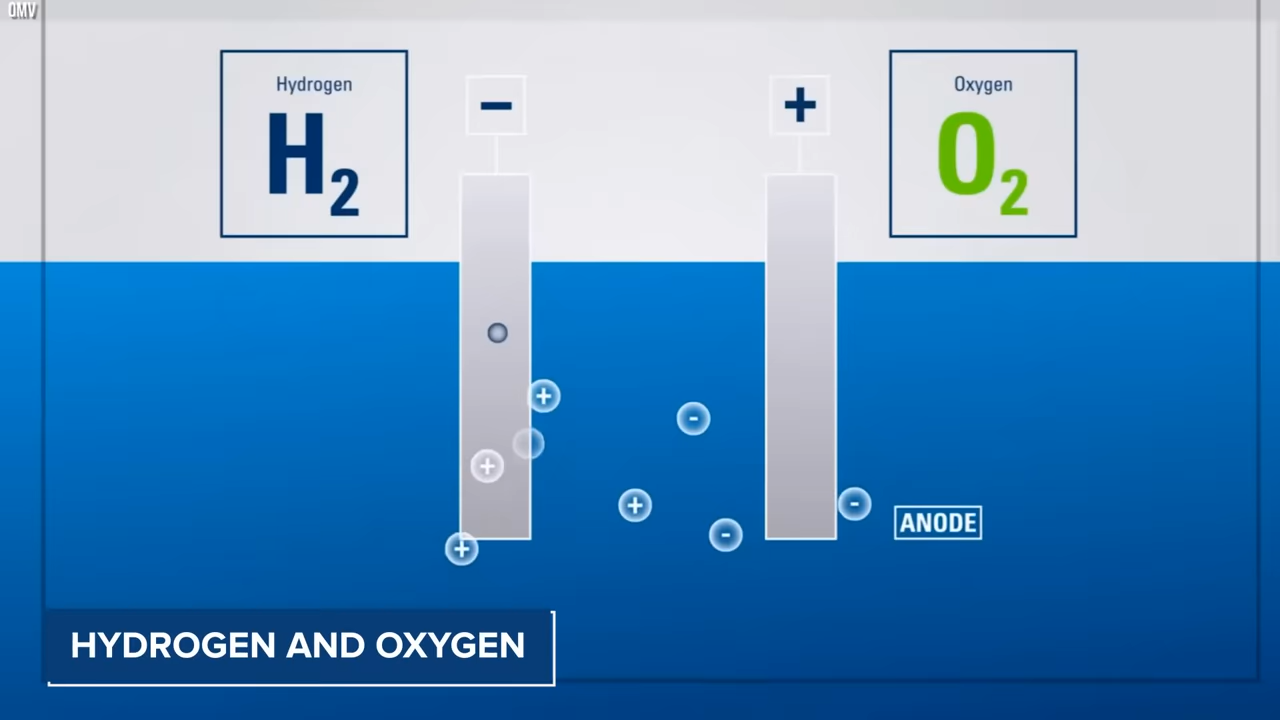 OMV
Hydrogen
H2
−
+
Oxygen
O2
+
-
+
+
-
-
+
ANODE
HYDROGEN AND OXYGEN